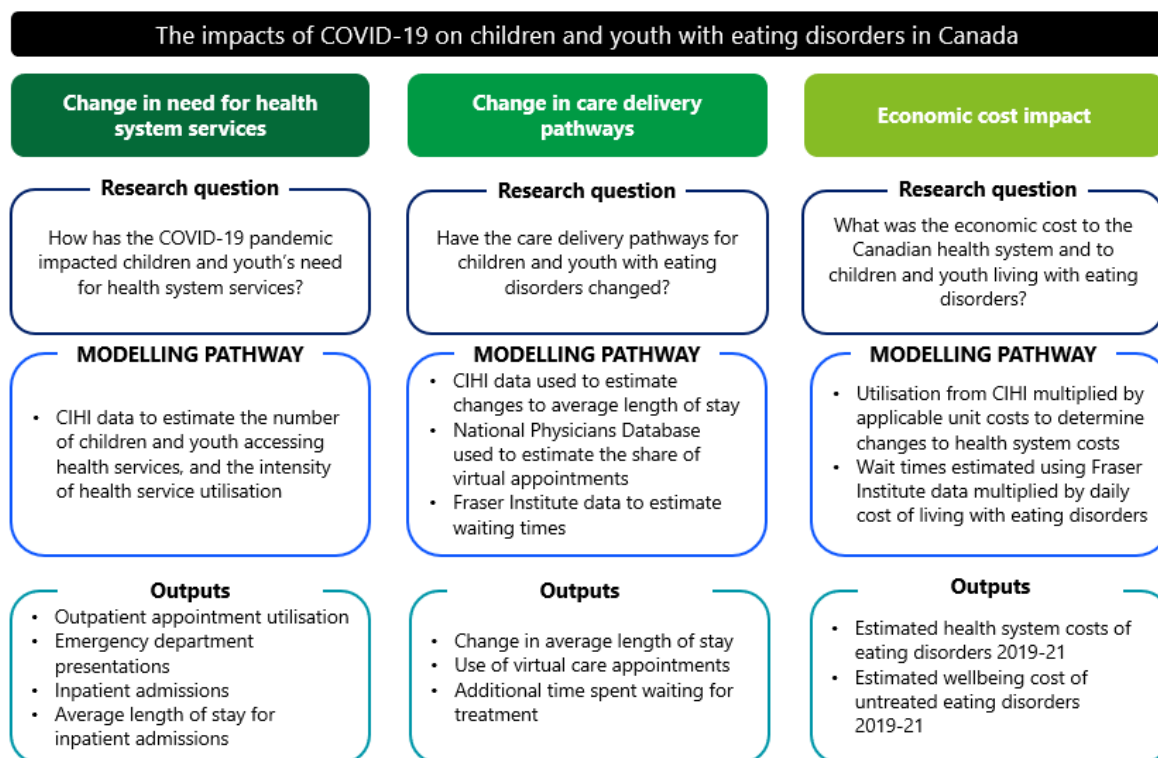 The impacts of COVID-19 on children and youth with eating disorders in Canada
Change in need for health
system services
Research question
How has the COVID-19 pandemic
impacted children and youth's need
for health system services?
MODELLING PATHWAY
• CIHI data to estimate the number
of children and youth accessing
health services, and the intensity
of health service utilisation
Outputs
• Outpatient appointment utilisation
• Emergency department
presentations
• Inpatient admissions
• Average length of stay for
inpatient admissions
Change in care delivery
pathways
Research question
Have the care delivery pathways for
children and youth with eating
disorders changed?
MODELLING PATHWAY
• CIHI data used to estimate
changes to average length of stay
• National Physicians Database
used to estimate the share of
virtual appointments
• Fraser Institute data to estimate
waiting times
Outputs
• Change in average length of stay
• Use of virtual care appointments
• Additional time spent waiting for
treatment
Economic cost impact
Research question
What was the economic cost to the
Canadian health system and to
children and youth living with eating
disorders?
MODELLING PATHWAY
• Utilisation from CIHI multiplied by
applicable unit costs to determine
changes to health system costs
• Wait times estimated using Fraser
Institute data multiplied by daily
cost of living with eating disorders
Outputs
• Estimated health system costs of
eating disorders 2019-21
• Estimated wellbeing cost of
untreated eating disorders
2019-21